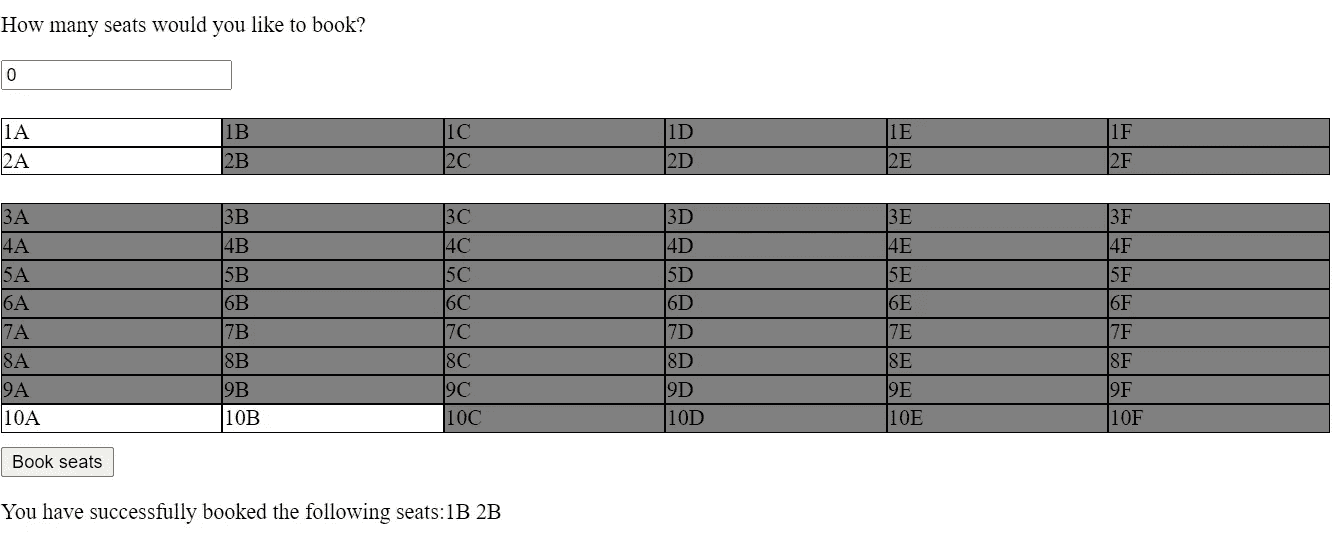 How many seats would you like to book?
0
1A 1B 1C 1D 1E 1F
2A 2B 2C 2D 2E 2F
3A 3B 3C 3D 3E 3F
4A 4B 4C 4D 4E 4F
5A 5B 5C 5D 5E 5F
6A 6B 6C 6D 6E 6F
7A 7B 7C 7D 7E 7F
8A 8B 8C 8D 8E 8F
9A 9B 9C 9D 9E 9F
10A 10B 10C 10D 10E 10F
Book seats
You have successfully booked the following seats:1B 2B